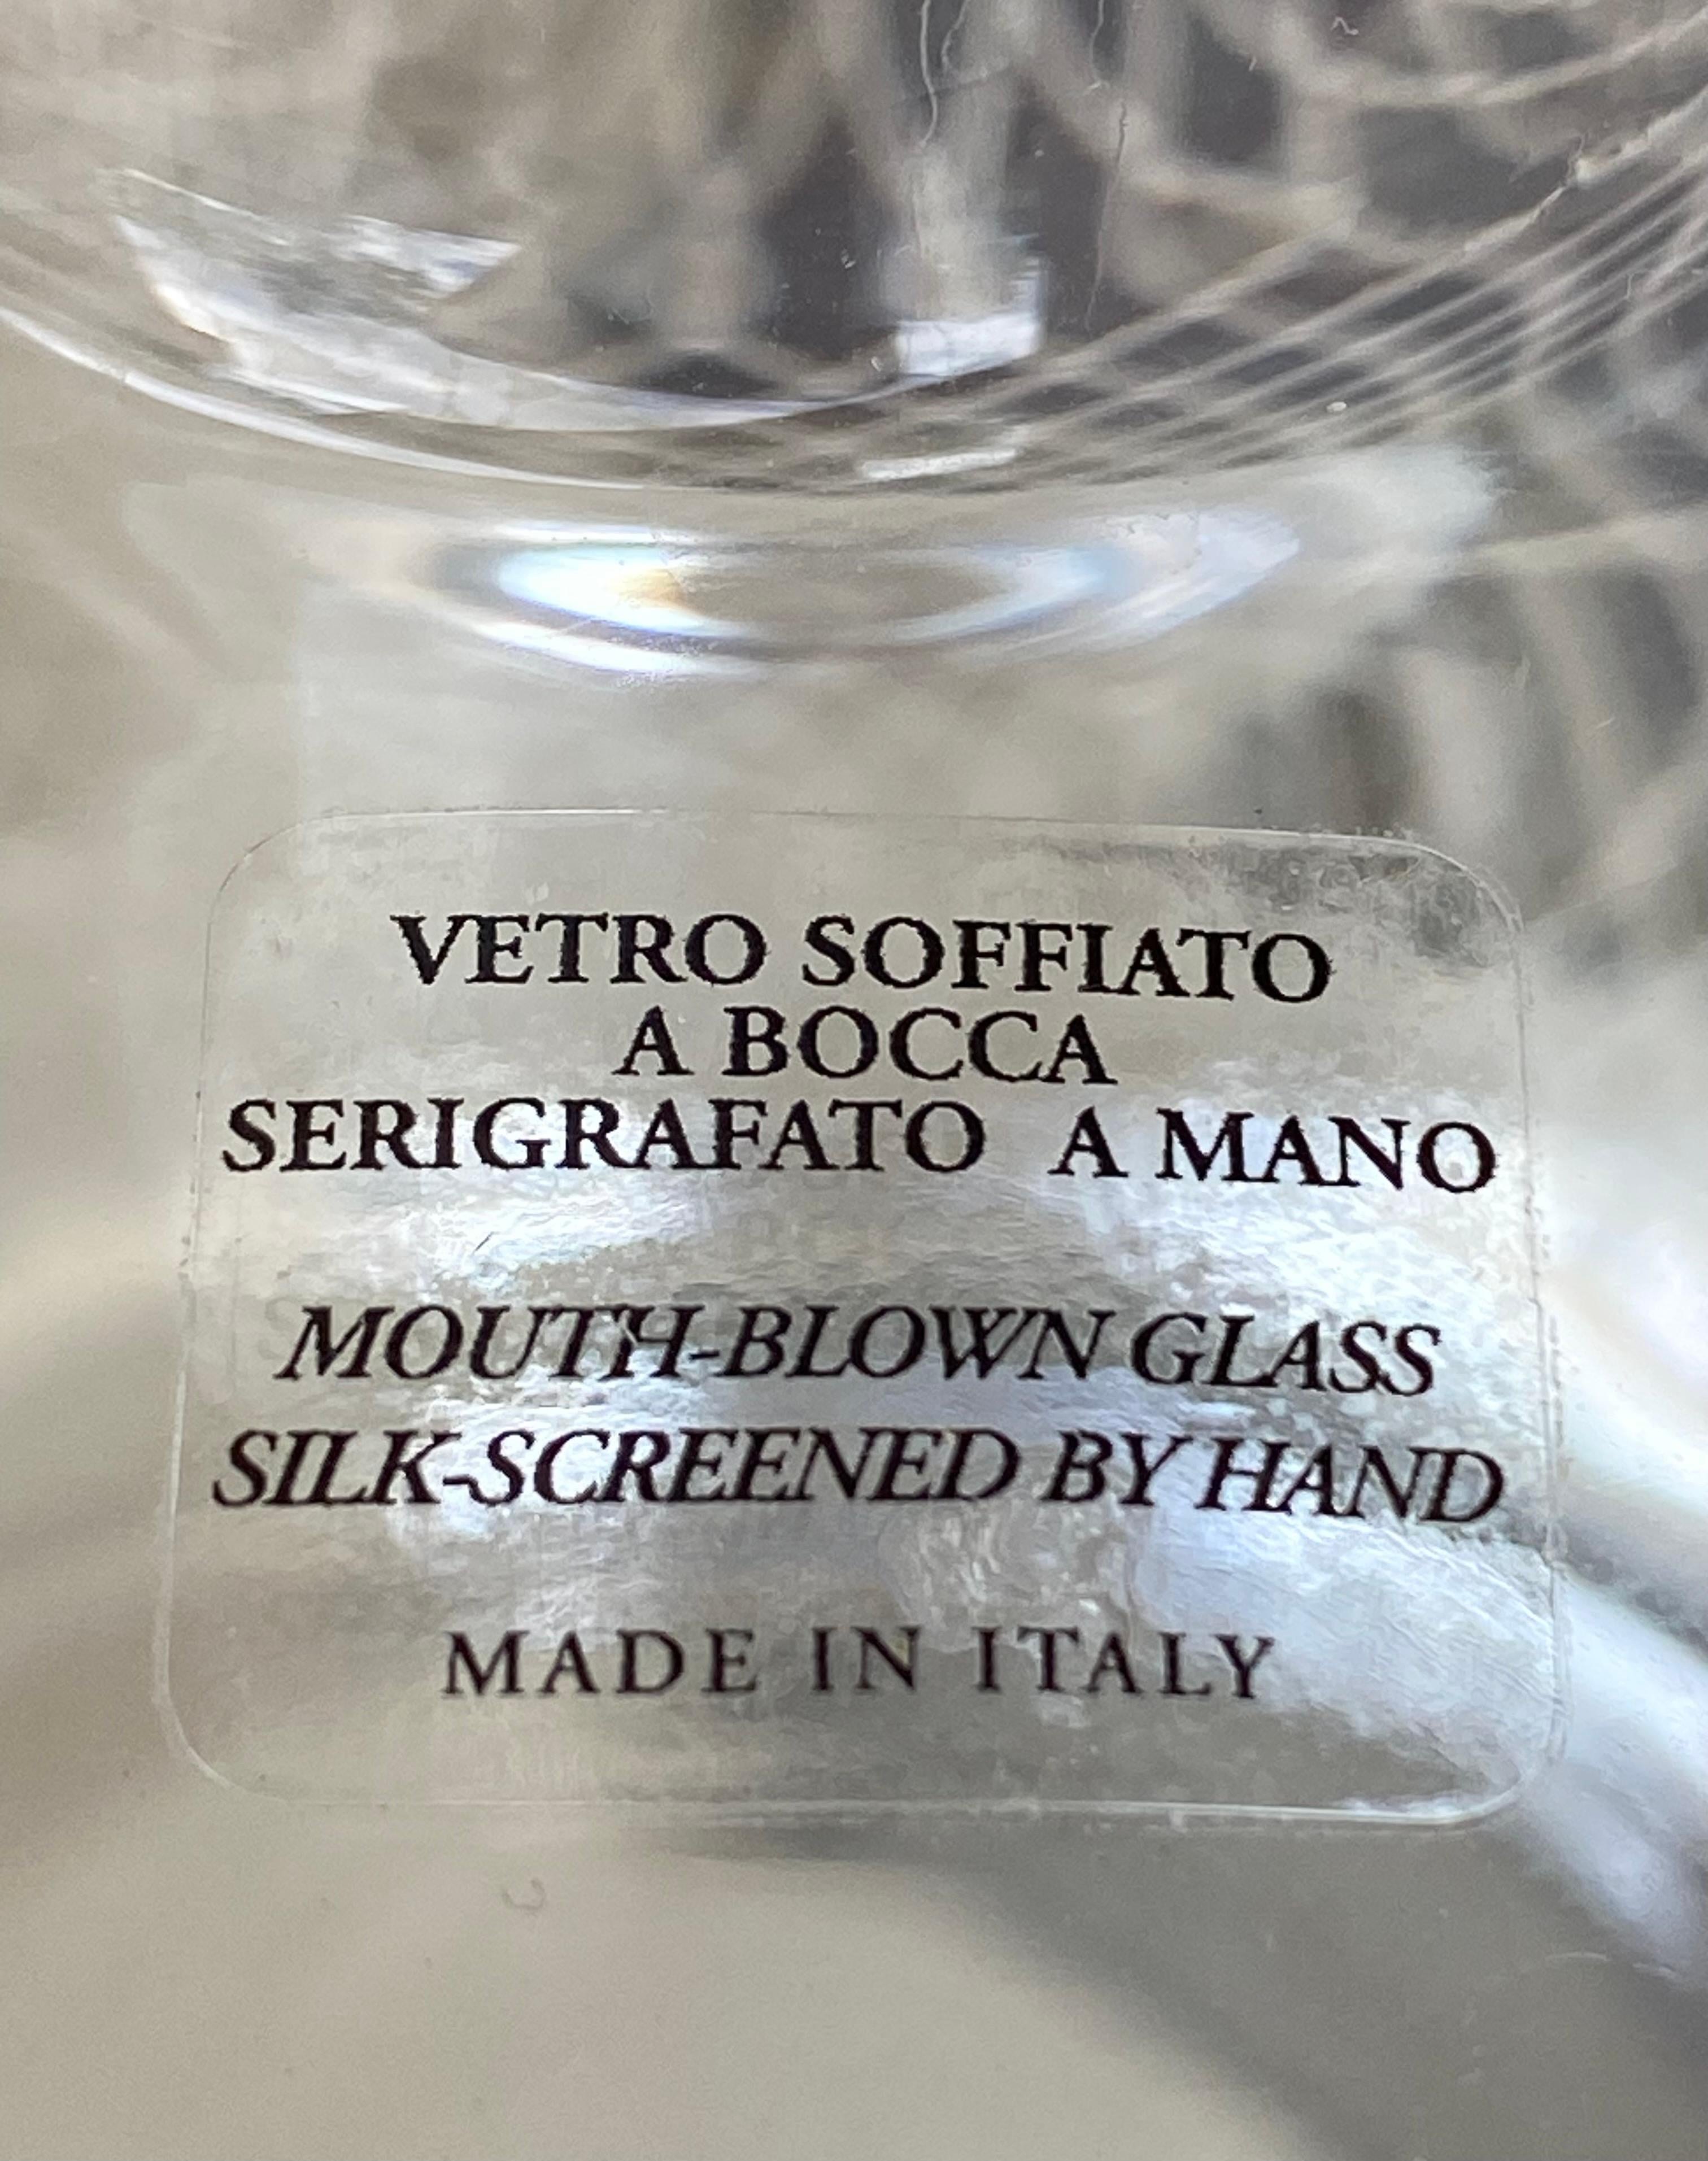 VETRO SOFFIATO
A BOCCA
SERIGRAFATO A MANO
MOUTH-BLOWN GLASS
SILK-SCREENED BY HAND
MADE IN ITALY